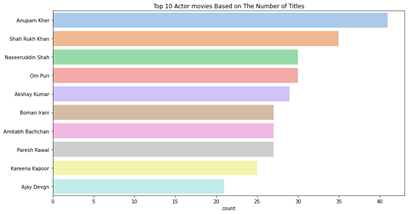 Top 10 Actor movies Based on The Number of Titles
Anupam Kher
Shah Rukh Khan
Naseeruddin Shah
Om Puri
Akshay Kumar
Boman Irani
Amitabh Bachchan
Paresh Rawal
Kareena Kapoor
Ajay Devgn
0 5 10 15 20 25 30 35 40
count